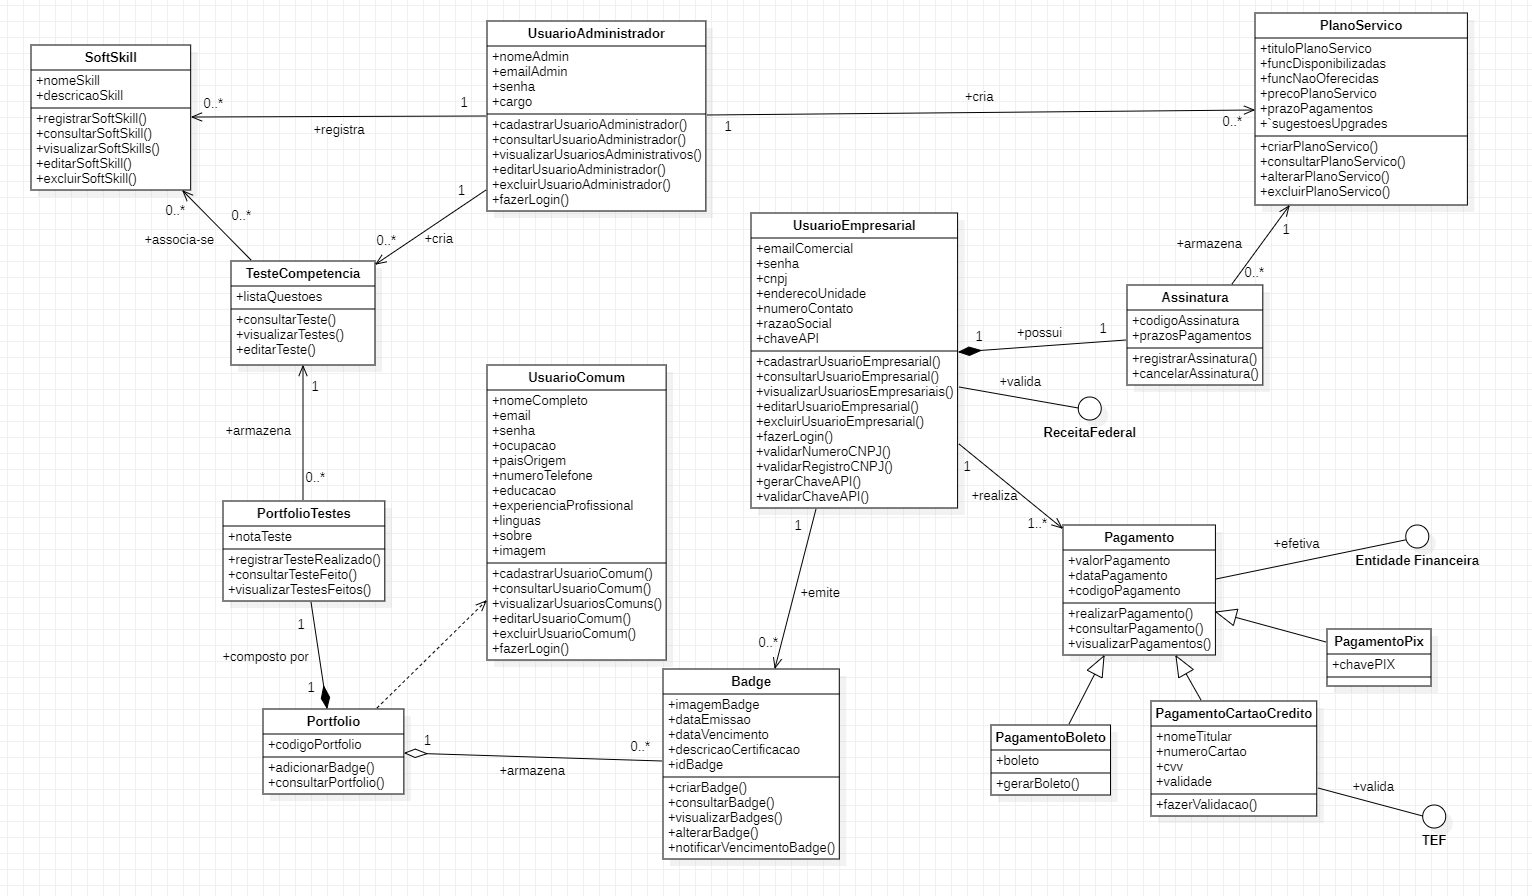 SoftSkill
+nomeSkill
+descricaoSkill
+registrarSoftSkill()
+consultarSoftSkill()
+visualizarSoftSkills()
+editarSoftSkill()
+excluirSoftSkill()
0..*
1
+registra
UsuarioAdministrador
+nomeAdmin
+emailAdmin
+senha
+cargo
+cadastrarUsuarioAdministrador()
+consultarUsuarioAdministrador()
+visualizarUsuariosAdministrativos()
+editarUsuarioAdministrador()
+excluirUsuarioAdministrador()
+fazerLogin()
1
+cria
0..*
PlanoServico
+tituloPlanoServico
+funcDisponibilizadas
+funcNaoOferecidas
+precoPlanoServico
+prazoPagamentos
+`sugestoesUpgrades
+criarPlanoServico()
+consultarPlanoServico()
+alterarPlanoServico()
+excluirPlanoServico()
0..*
0..*
+associa-se
1
0..*
+cria
TesteCompetencia
+listaQuestoes
+consultarTeste()
+visualizarTestes()
+editarTeste()
UsuarioEmpresarial
+emailComercial
+senha
+cnpj
+enderecoUnidade
+numeroContato
+razaoSocial
+chaveAPI
+cadastrarUsuarioEmpresarial()
+consultarUsuarioEmpresarial()
+visualizarUsuariosEmpresariais()
+editarUsuarioEmpresarial()
+excluirUsuarioEmpresarial()
+fazerLogin()
+validarNumeroCNPJ()
+validarRegistroCNPJ()
+gerarChaveAPI()
+validarChaveAPI()
+armazena
1
0..*
Assinatura
+codigoAssinatura
+prazosPagamentos
+registrarAssinatura()
+cancelarAssinatura()
1
+possui
1
+valida
ReceitaFederal
1
+armazena
0..*
UsuarioComum
+nomeCompleto
+email
+senha
+ocupacao
+paisOrigem
+numeroTelefone
+educacao
+experienciaProfissional
+linguas
+sobre
+imagem
+cadastrarUsuarioComum()
+consultarUsuarioComum()
+visualizarUsuariosComuns()
+editarUsuarioComum()
+excluirUsuarioComum()
+fazerLogin()
1
+realiza
1..*
PortfolioTestes
+notaTeste
+registrarTesteRealizado()
+consultarTesteFeito()
+visualizarTestesFeitos()
1
+emite
0..*
Pagamento
+valorPagamento
+dataPagamento
+codigoPagamento
+realizarPagamento()
+consultarPagamento()
+visualizarPagamentos()
+efetiva
Entidade Financeira
1
+composto por
1
PagamentoPix
+chavePIX
Portfolio
+codigoPortfolio
+adicionarBadge()
+consultarPortfolio()
1
0..*
+armazena
Badge
+imagemBadge
+dataEmissao
+dataVencimento
+descricaoCertificacao
+idBadge
+criarBadge()
+consultarBadge()
+visualizarBadges()
+alterarBadge()
+notificarVencimentoBadge()
PagamentoBoleto
+boleto
+gerarBoleto()
PagamentoCartaoCredito
+nomeTitular
+numeroCartao
+cvv
+validade
+fazerValidacao()
+valida
TEF